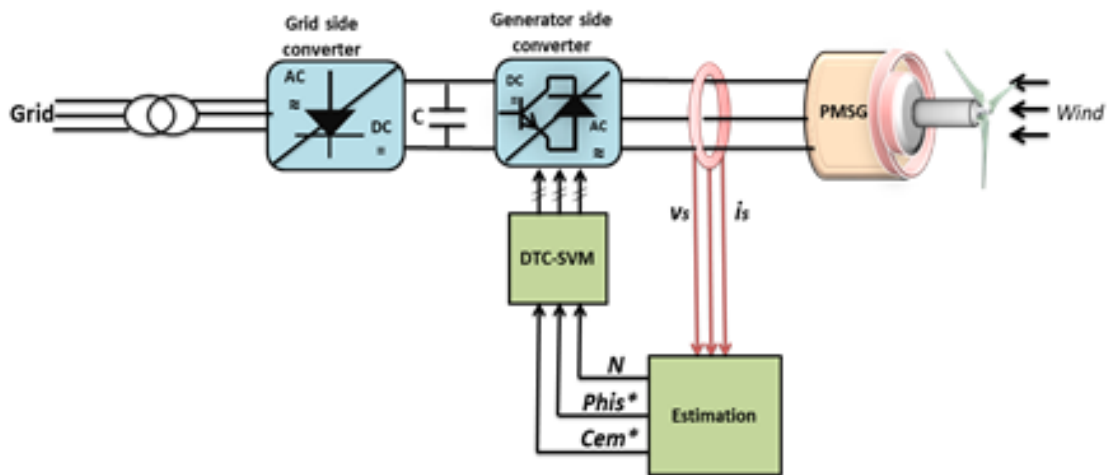 Grid side
converter
Generator side
converter
AC
≈
DC
=
C
DC
=
AC
≈
PMSG
Wind
Grid
vs
is
DTC-SVM
N
Phis*
Cem*
Estimation